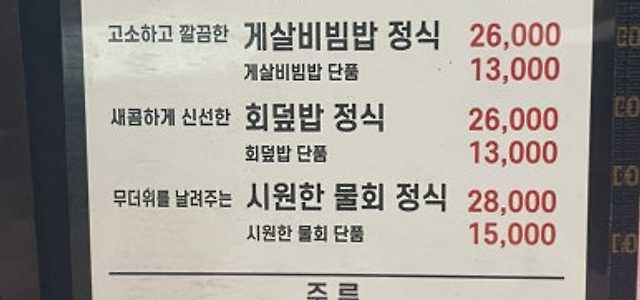 고소하고 깔끔한 게살비빔밥 정식 26,000
게살비빔밥 단품 13,000
새콤하게 신선한 회덮밥 정식 26,000
회덮밥 단품 13,000
무더위를 날려주는 시원한 물회 정식 28,000
시원한 물회 단품 15,000
주류